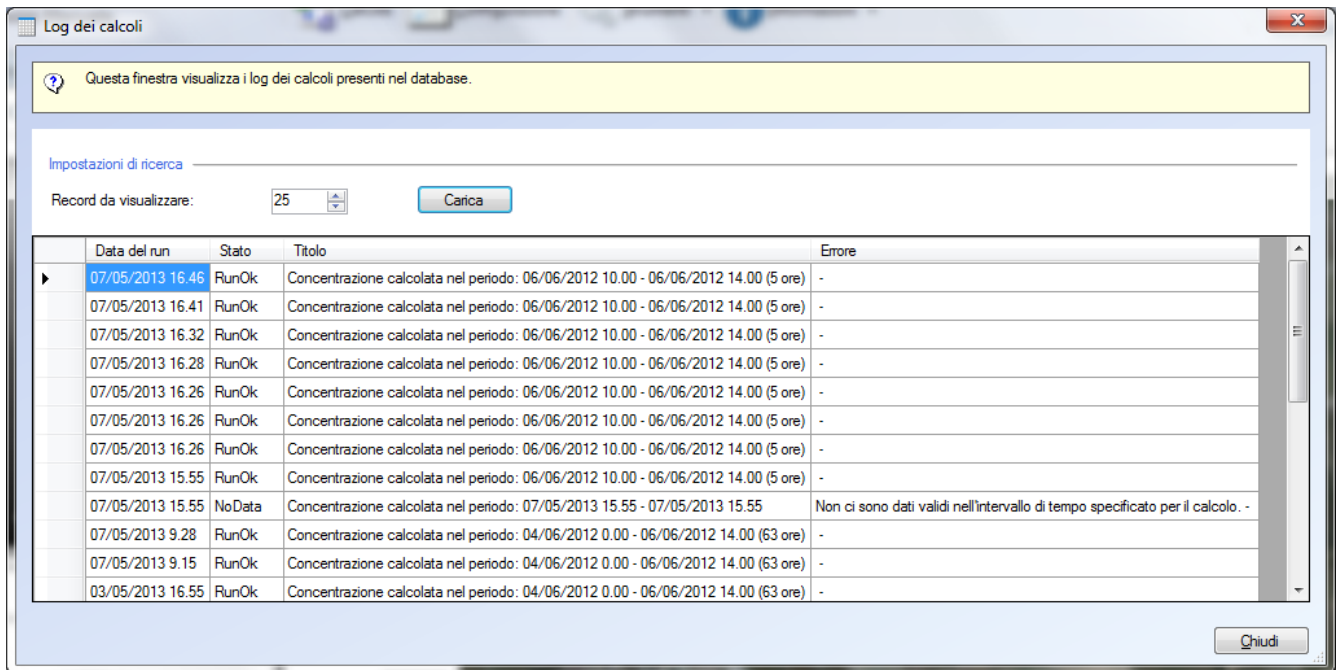 Log dei calcoli
Questa finestra visualizza i log dei calcoli presenti nel database.
Impostazioni di ricerca
Record da visualizzare: 25 Carica
Data del run Stato Titolo Errore
07/05/2013 16.46 RunOk Concentrazione calcolata nel periodo: 06/06/2012 10.00 - 06/06/2012 14.00 (5 ore) -
07/05/2013 16.41 RunOk Concentrazione calcolata nel periodo: 06/06/2012 10.00 - 06/06/2012 14.00 (5 ore) -
07/05/2013 16.32 RunOk Concentrazione calcolata nel periodo: 06/06/2012 10.00 - 06/06/2012 14.00 (5 ore) -
07/05/2013 16.28 RunOk Concentrazione calcolata nel periodo: 06/06/2012 10.00 - 06/06/2012 14.00 (5 ore) -
07/05/2013 16.26 RunOk Concentrazione calcolata nel periodo: 06/06/2012 10.00 - 06/06/2012 14.00 (5 ore) -
07/05/2013 16.26 RunOk Concentrazione calcolata nel periodo: 06/06/2012 10.00 - 06/06/2012 14.00 (5 ore) -
07/05/2013 16.26 RunOk Concentrazione calcolata nel periodo: 06/06/2012 10.00 - 06/06/2012 14.00 (5 ore) -
07/05/2013 15.55 RunOk Concentrazione calcolata nel periodo: 06/06/2012 10.00 - 06/06/2012 14.00 (5 ore) -
07/05/2013 15.55 NoData Concentrazione calcolata nel periodo: 07/05/2013 15.55 - 07/05/2013 15.55 Non ci sono dati validi nell'intervallo di tempo specificato per il calcolo. -
07/05/2013 9.28 RunOk Concentrazione calcolata nel periodo: 04/06/2012 0.00 - 06/06/2012 14.00 (63 ore) -
07/05/2013 9.15 RunOk Concentrazione calcolata nel periodo: 04/06/2012 0.00 - 06/06/2012 14.00 (63 ore) -
03/05/2013 16.55 RunOk Concentrazione calcolata nel periodo: 04/06/2012 0.00 - 06/06/2012 14.00 (63 ore) -
Chiudi